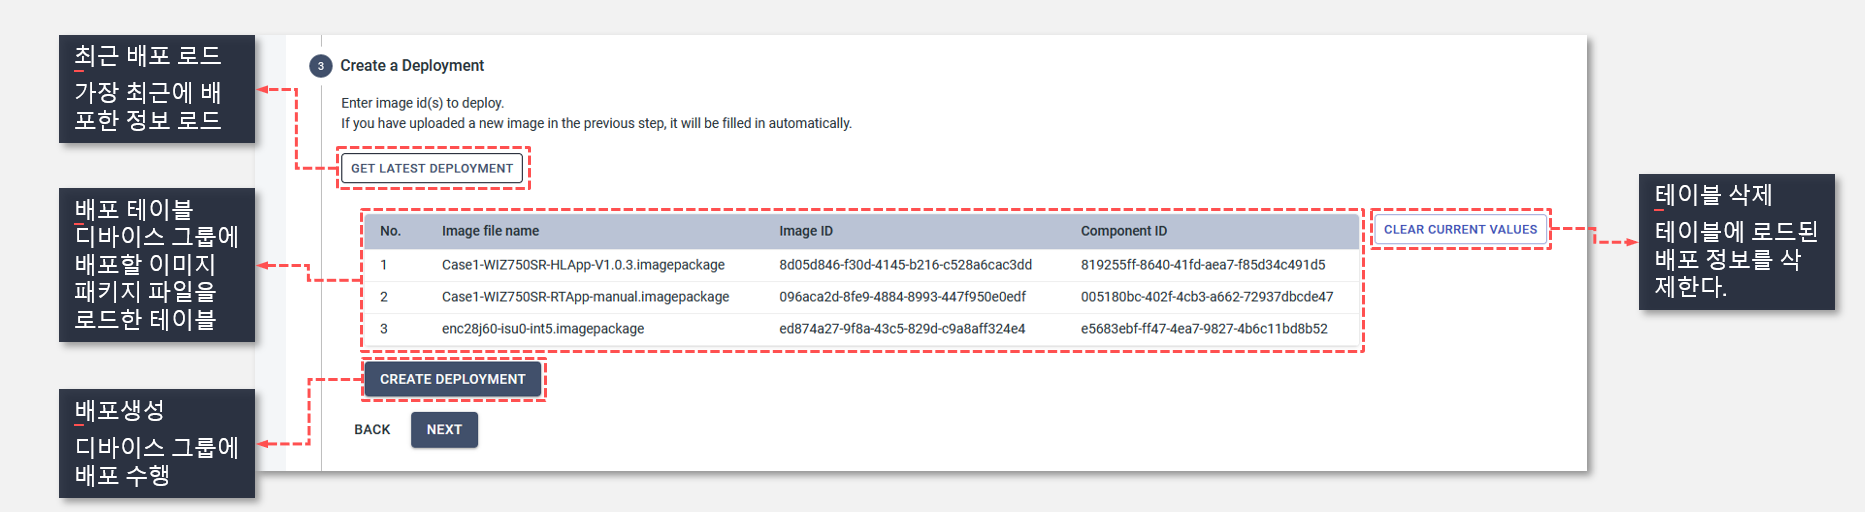 최근 배포 로드
가장 최근에 배
포한 정보 로드
배포 테이블
디바이스 그룹에
배포할 이미지
패키지 파일을
로드한 테이블
배포생성
디바이스 그룹에
배포 수행
3 Create a Deployment
Enter image id(s) to deploy.
If you have uploaded a new image in the previous step, it will be filled in automatically.
GET LATEST DEPLOYMENT
No. Image file name Image ID Component ID
1 Case1-WIZ750SR-HLApp-V1.0.3.imagepackage 8d05d846-f30d-4145-b216-c528a6cac3dd 819255ff-8640-41fd-aea7-f85d34c491d5
2 Case1-WIZ750SR-RTApp-manual.imagepackage 096aca2d-8fe9-4884-8993-447f950e0edf 005180bc-402f-4cb3-a662-72937dbcde47
3 enc28j60-isu0-int5.imagepackage ed874a27-9f8a-43c5-829d-c9a8aff324e4 e5683ebf-ff47-4ea7-9827-4b6c11bd8b52
CLEAR CURRENT VALUES
CREATE DEPLOYMENT
BACK NEXT
테이블 삭제
테이블에 로드된
배포 정보를 삭
제한다.